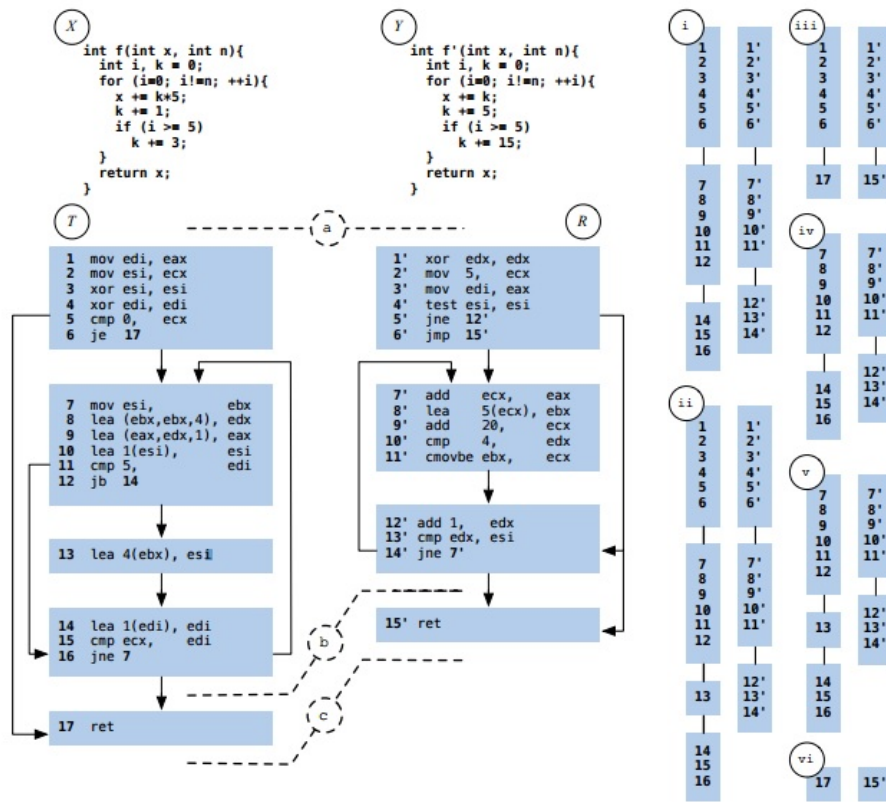 X
int f(int x, int n){
int i, k = 0;
for (i=0; i!=n; ++i){
x += k*5;
k += 1;
if (i >= 5)
k += 3;
}
return x;
}
Y
int f'(int x, int n){
int i, k = 0;
for (i=0; i!=n; ++i){
x += k;
k += 5;
if (i >= 5)
k += 15;
}
return x;
}
T
a
R
1 mov edi, eax
2 mov esi, ecx
3 xor esi, esi
4 xor edi, edi
5 cmp 0, ecx
6 je 17
7 mov esi, ebx
8 lea (ebx,ebx,4), edx
9 lea (eax,edx,1), eax
10 lea 1(esi), esi
11 cmp 5, edi
12 jb 14
13 lea 4(ebx), esi
14 lea 1(edi), edi
15 cmp ecx, edi
16 jne 7
17 ret
1' xor edx, edx
2' mov 5, ecx
3' mov edi, eax
4' test esi, esi
5' jne 12'
6' jmp 15'
7' add ecx, eax
8' lea 5(ecx), ebx
9' add 20, ecx
10' cmp 4, edx
11' cmovbe ebx, ecx
12' add 1, edx
13' cmp edx, esi
14' jne 7'
15' ret
b
c
i
1 1'
2 2'
3 3'
4 4'
5 5'
6 6'
7 7'
8 8'
9 9'
10 10'
11 11'
12
12'
13'
14 14'
15
16
ii
1 1'
2 2'
3 3'
4 4'
5 5'
6 6'
7 7'
8 8'
9 9'
10 10'
11 11'
12
13 12'
13'
14'
14
15
16
iii
1 1'
2 2'
3 3'
4 4'
5 5'
6 6'
17 15'
iv
7 7'
8 8'
9 9'
10 10'
11 11'
12
12'
14 13'
15 14'
16
v
7 7'
8 8'
9 9'
10 10'
11 11'
12
12'
13 13'
14'
14
15
16
vi
17 15'